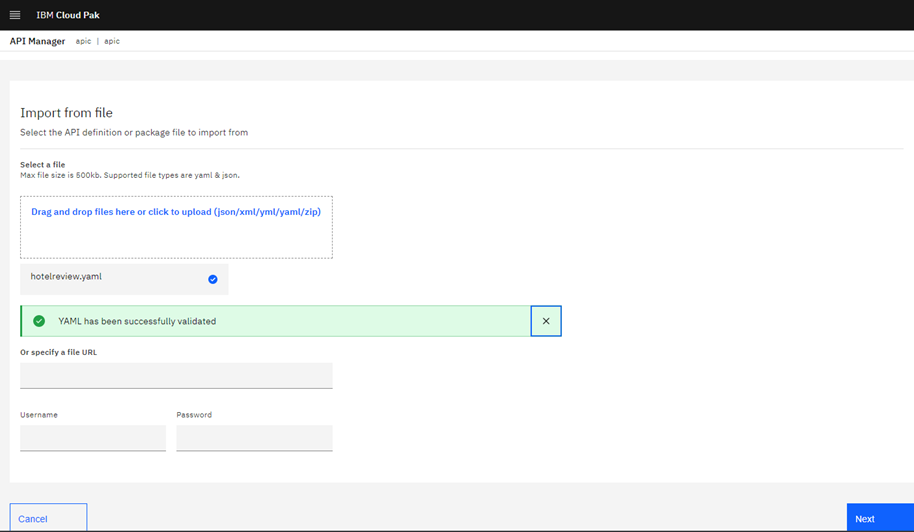 IBM Cloud Pak
API Manager apic | apic
Import from file
Select the API definition or package file to import from
Select a file
Max file size is 500kb. Supported file types are yaml & json.
Drag and drop files here or click to upload (json/xml/yml/yaml/zip)
hotelreview.yaml
YAML has been successfully validated
Or specify a file URL
Username Password
Cancel Next